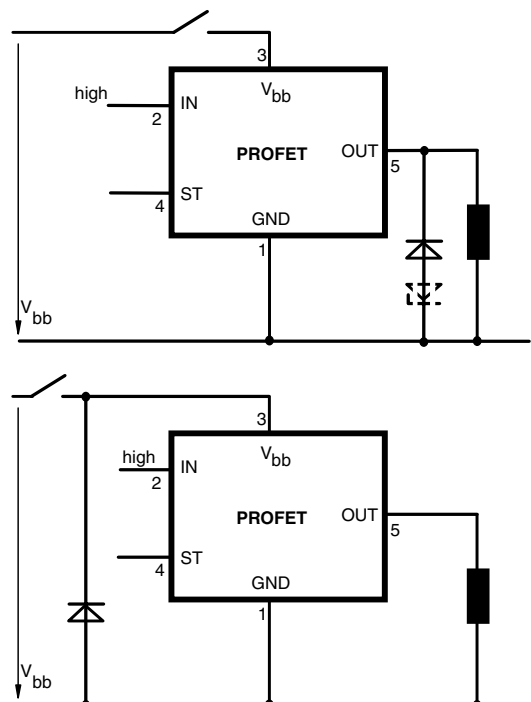 3
high
IN
V bb
2
PROFET
OUT
5
4
ST
GND
1
V bb
3
high
IN
V bb
2
PROFET
OUT
5
4
ST
GND
1
V bb